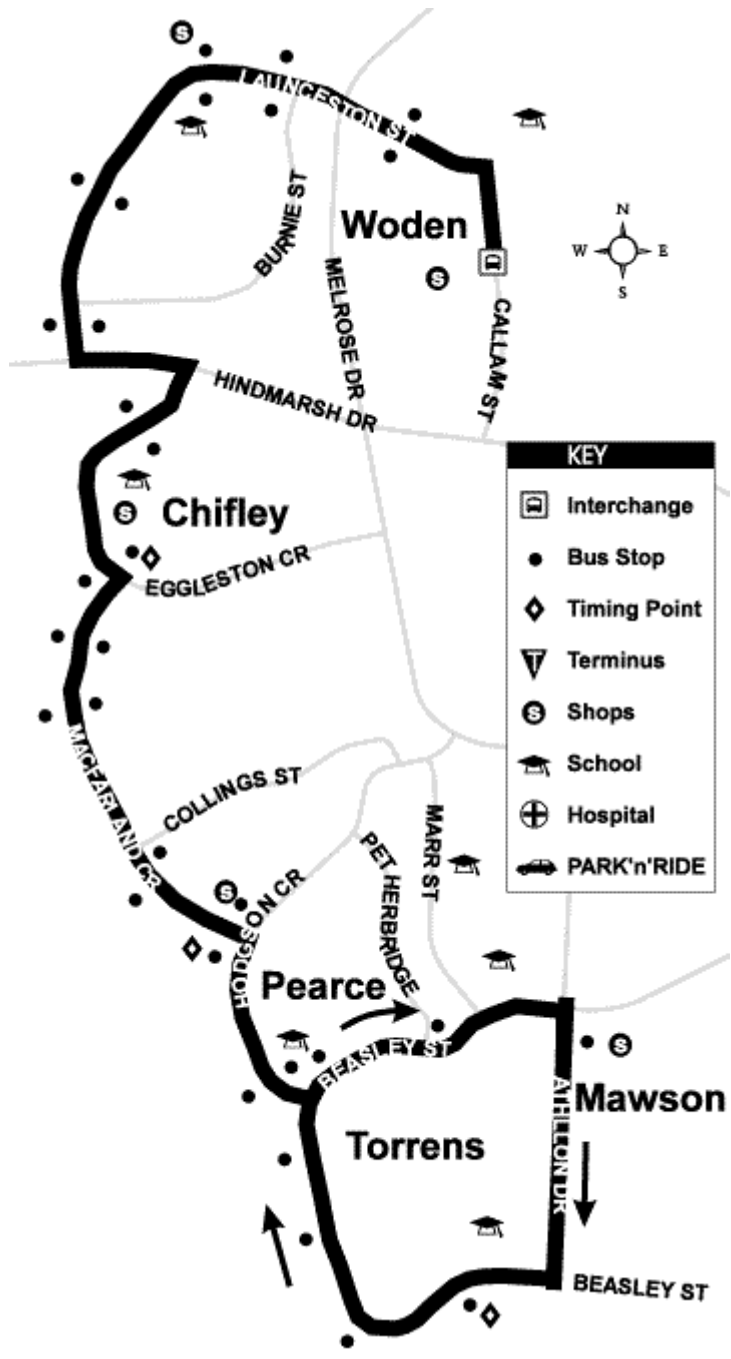 S
LAUNCESTON ST
N
W E
S
BURNIE ST
Woden
S
MELROSE DR
CALLAM ST
HINDMARSH DR
KEY
Interchange
Bus Stop
Timing Point
T Terminus
S Shops
School
Hospital
PARK'n'RIDE
S
Chifley
EGGLESTON CR
MACFARLAND CR
COLLINGS ST
MARR ST
PET HERBRIDGE
S
HODGSON CR
Pearce
BEASLEY ST
S
Mawson
ATHLLON DR
Torrens
BEASLEY ST